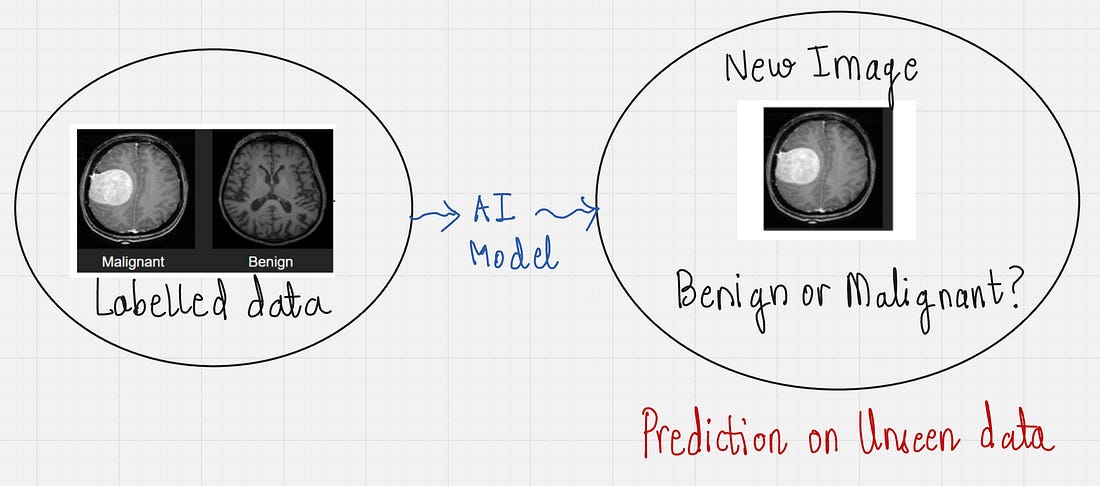 Malignant
Benign
Labelled data
AI
Model
New Image
Benign or Malignant?
Prediction on Unseen data